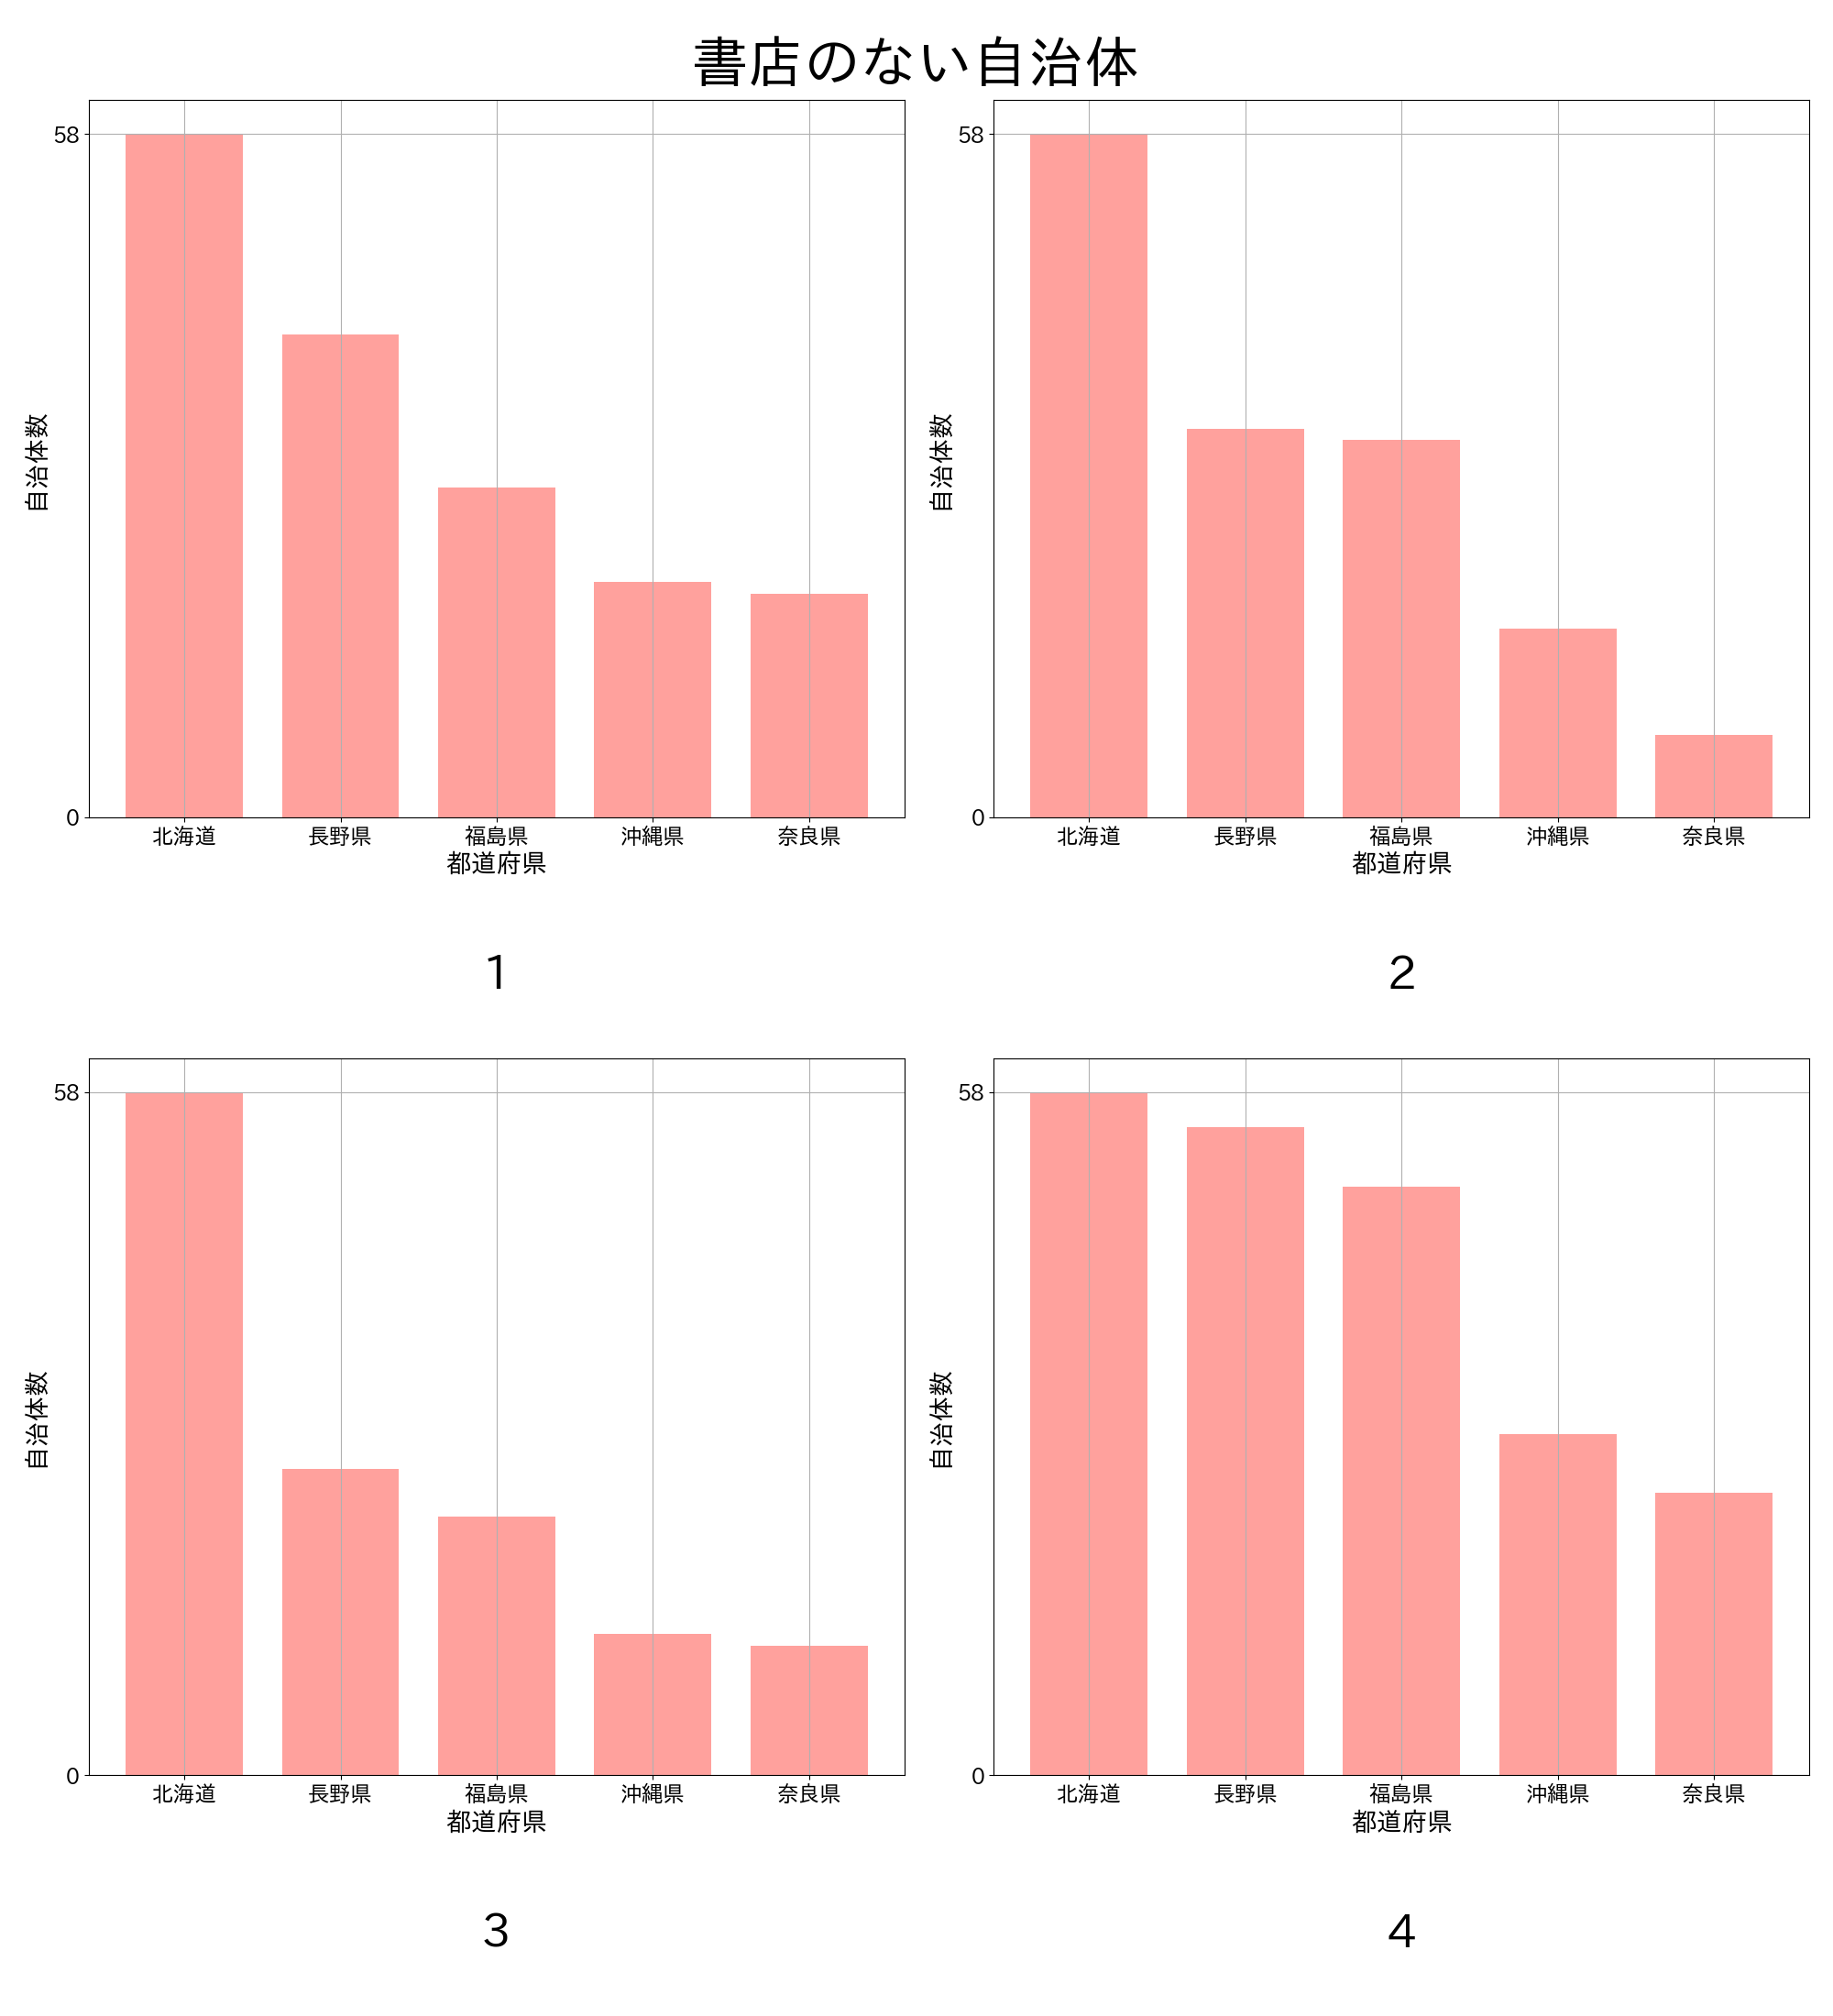 書店のない自治体
58
0
自治体数
北海道 長野県 福島県 沖縄県 奈良県
都道府県
1
58
0
自治体数
北海道 長野県 福島県 沖縄県 奈良県
都道府県
2
58
0
自治体数
北海道 長野県 福島県 沖縄県 奈良県
都道府県
3
58
0
自治体数
北海道 長野県 福島県 沖縄県 奈良県
都道府県
4